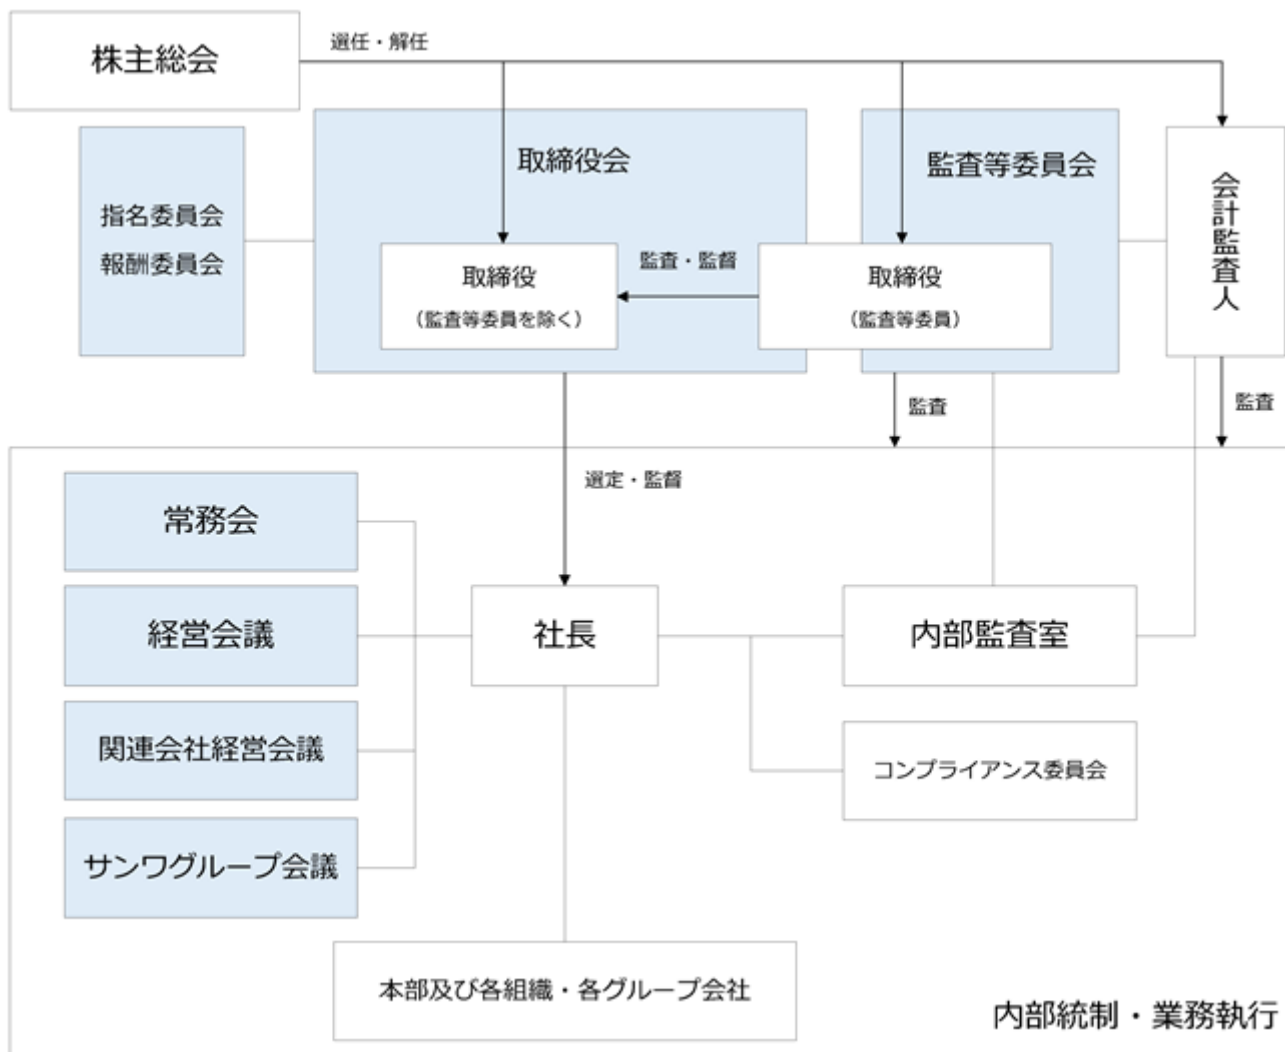 株主総会
選任・解任
取締役会
監査等委員会
会計監査人
指名委員会
報酬委員会
取締役
（監査等委員を除く）
監査・監督
取締役
（監査等委員）
監査
監査
選定・監督
常務会
経営会議
関連会社経営会議
サンワグループ会議
社長
内部監査室
コンプライアンス委員会
本部及び各組織・各グループ会社
内部統制・業務執行